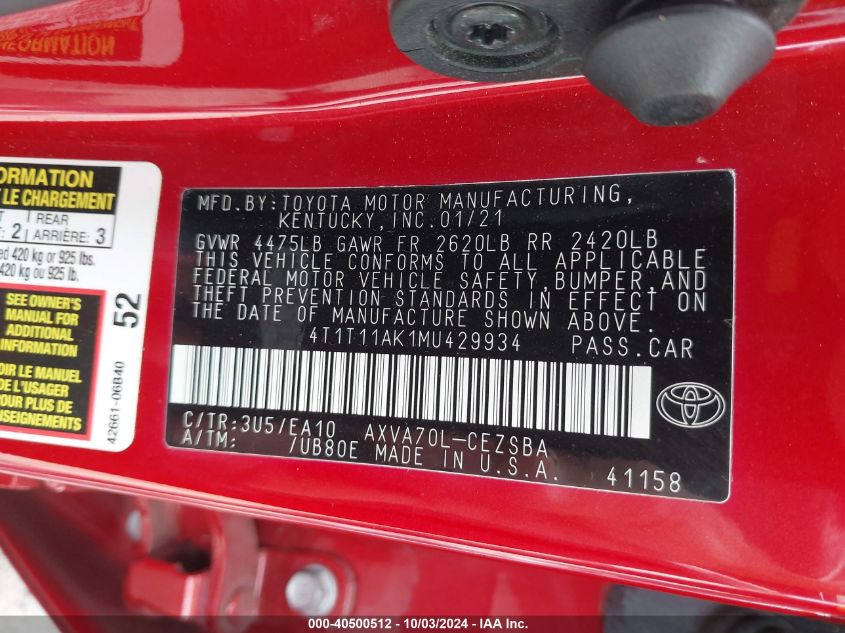 INFORMATION
ORMATION
LE CHARGEMENT
REAR
2 ARRIÈRE: 3
420 kg or 925 lbs.
420 kg ou 925 lb.
SEE OWNER'S
MANUAL FOR
ADDITIONAL
INFORMATION
OIR LE MANUEL
DE L'USAGER
POUR PLUS DE
NSEIGNEMENTS
52
42661-06B40
MFD. BY: TOYOTA MOTOR MANUFACTURING,
KENTUCKY, INC. 01/21
GVWR 4475LB GAWR FR 2620LB RR 2420LB
THIS VEHICLE CONFORMS TO ALL APPLICABLE
FEDERAL MOTOR VEHICLE SAFETY, BUMPER, AND
THEFT PREVENTION STANDARDS IN EFFECT ON
THE DATE OF MANUFACTURE SHOWN ABOVE.
4T1T11AK1MU429934 PASS. CAR
C/TR: 3U5/EA10 AXVA70L-CEZSBA
A/TM: 7UB80E MADE IN U.S.A.
41158
000-40500512 - 10/03/2024 - IAA Inc.